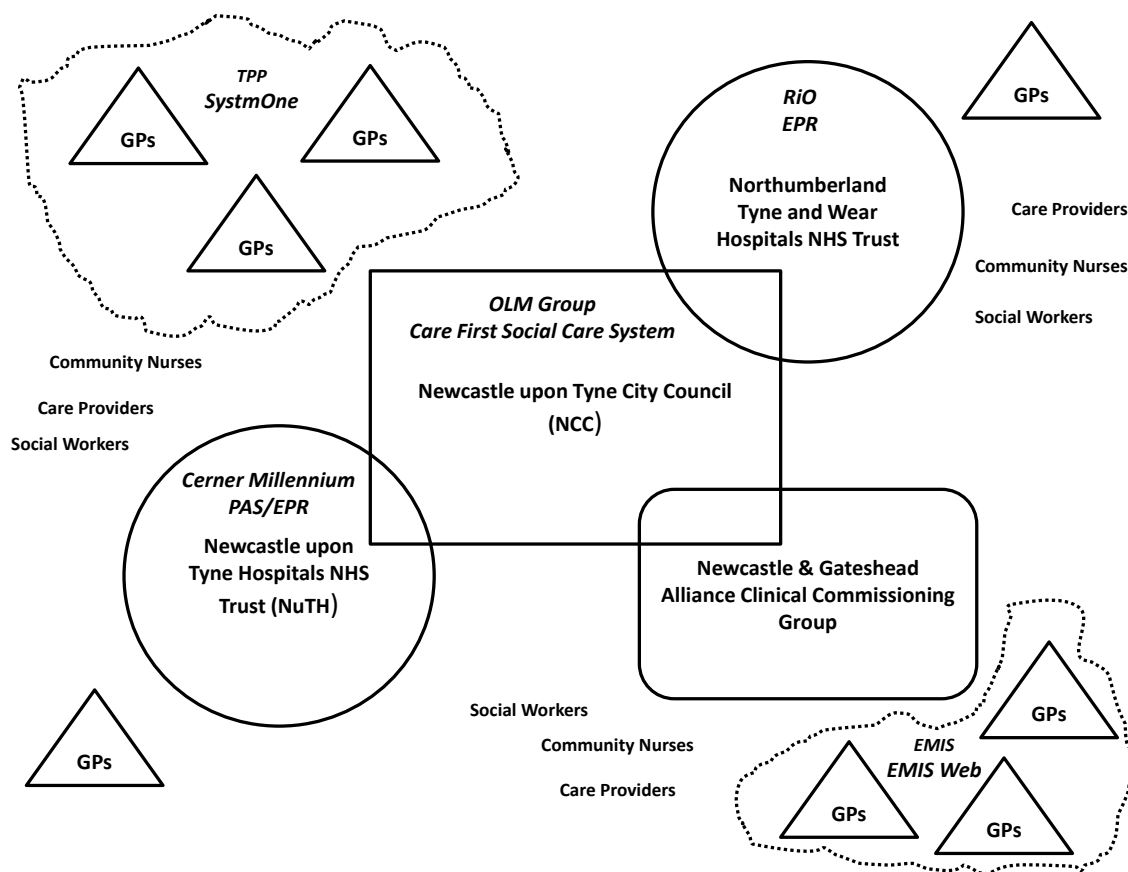 TPP
SystmOne
GPs
GPs
GPs
RiO
EPR
Northumberland
Tyne and Wear
Hospitals NHS Trust
GPs
Care Providers
Community Nurses
Social Workers
OLM Group
Care First Social Care System
Newcastle upon Tyne City Council
(NCC)
Community Nurses
Care Providers
Social Workers
Cerner Millennium
PAS/EPR
Newcastle upon
Tyne Hospitals NHS
Trust (NuTH)
Newcastle & Gateshead
Alliance Clinical Commissioning
Group
GPs
Social Workers
Community Nurses
Care Providers
EMIS
EMIS Web
GPs
GPs
GPs